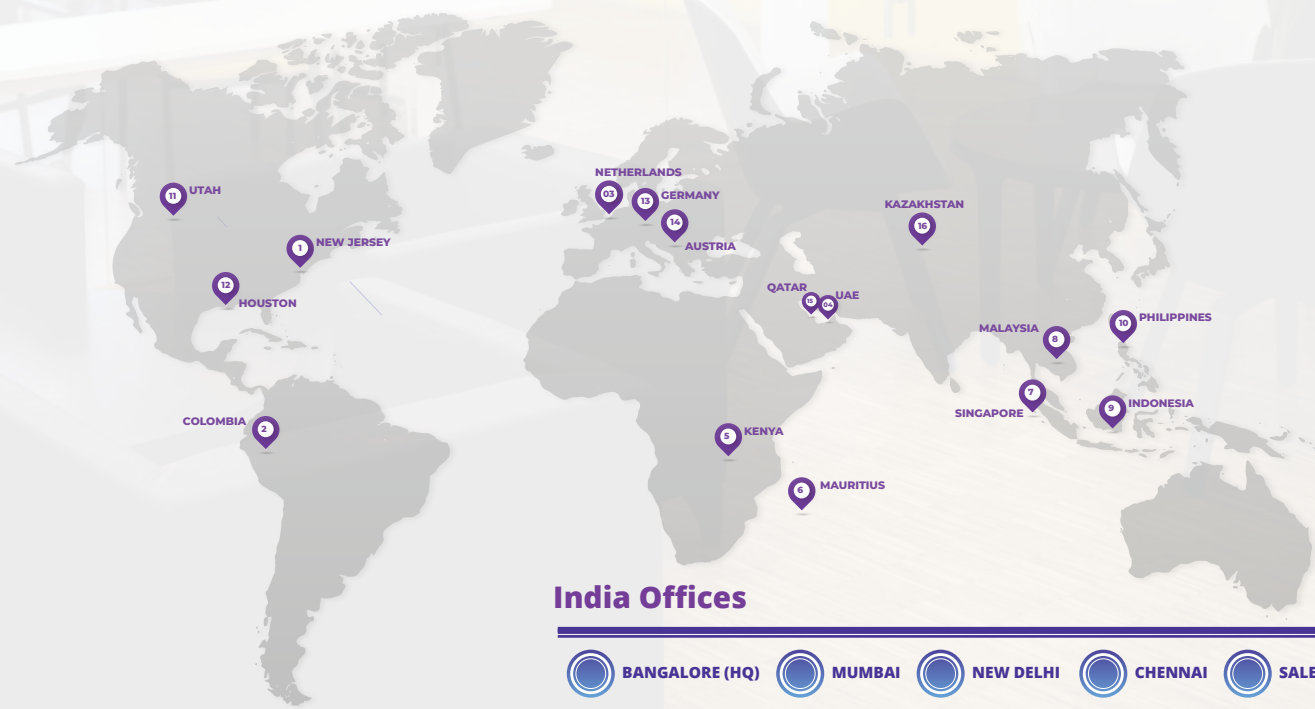 NETHERLANDS
03
11 UTAH
13 GERMANY
KAZAKHSTAN
16
14
AUSTRIA
1 NEW JERSEY
12
HOUSTON
QATAR
15
04
UAE
10 PHILIPPINES
MALAYSIA 8
7
SINGAPORE
9 INDONESIA
COLOMBIA 2
5 KENYA
6 MAURITIUS
India Offices
BANGALORE (HQ) MUMBAI NEW DELHI CHENNAI SALE